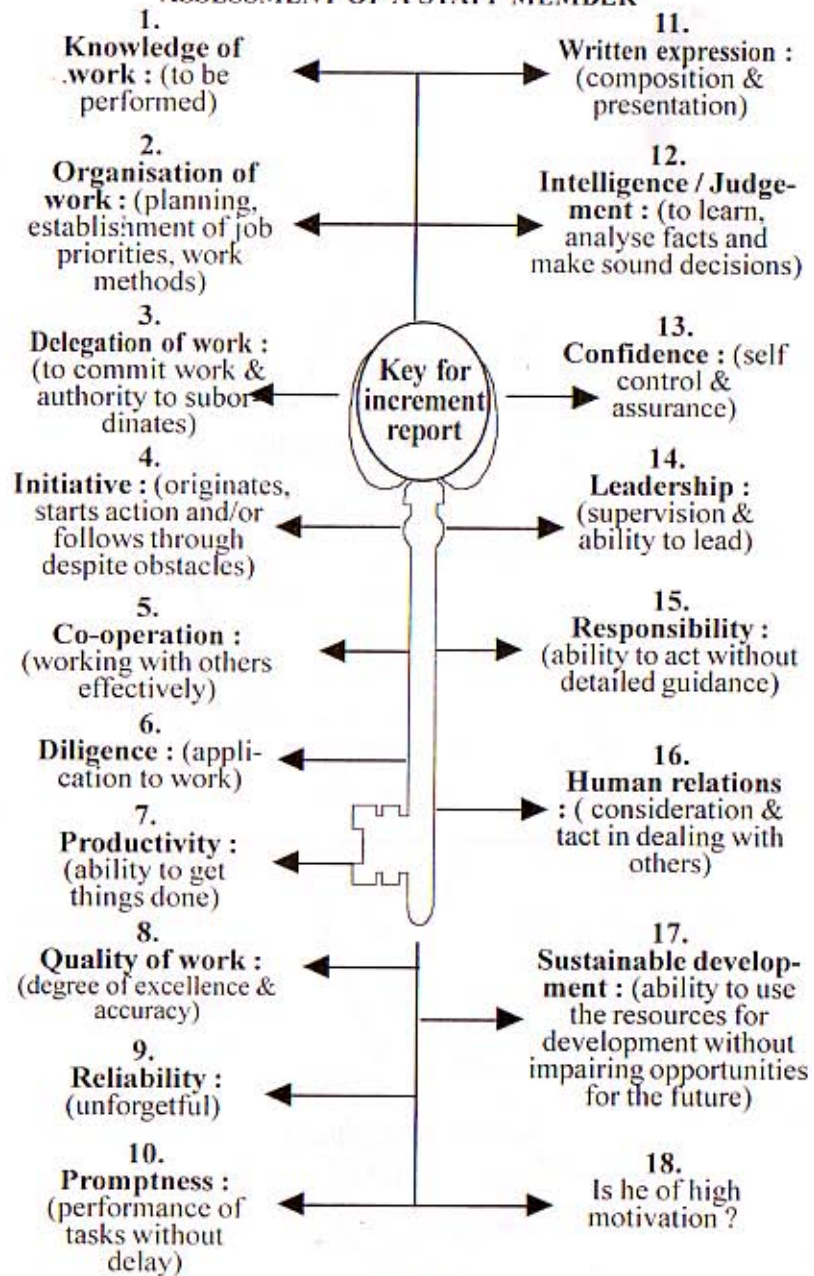 ASSESSMENT OF A STAFF MEMBER
1.
Knowledge of
work : (to be
performed)
2.
Organisation of
work : (planning,
establishment of job
priorities, work
methods)
3.
Delegation of work :
(to commit work &
authority to subor-
dinates)
4.
Initiative : (originates,
starts action and/or
follows through
despite obstacles)
5.
Co-operation :
(working with others
effectively)
6.
Diligence : (appli-
cation to work)
7.
Productivity :
(ability to get
things done)
8.
Quality of work :
(degree of excellence &
accuracy)
9.
Reliability :
(unforgetful)
10.
Promptness :
(performance of
tasks without
delay)
Key for
increment
report
11.
Written expression :
(composition &
presentation)
12.
Intelligence / Judge-
ment : (to learn,
analyse facts and
make sound decisions)
13.
Confidence : (self
control &
assurance)
14.
Leadership :
(supervision &
ability to lead)
15.
Responsibility :
(ability to act without
detailed guidance)
16.
Human relations
: ( consideration &
tact in dealing with
others)
17.
Sustainable develop-
ment : (ability to use
the resources for
development without
impairing opportunities
for the future)
18.
Is he of high
motivation ?